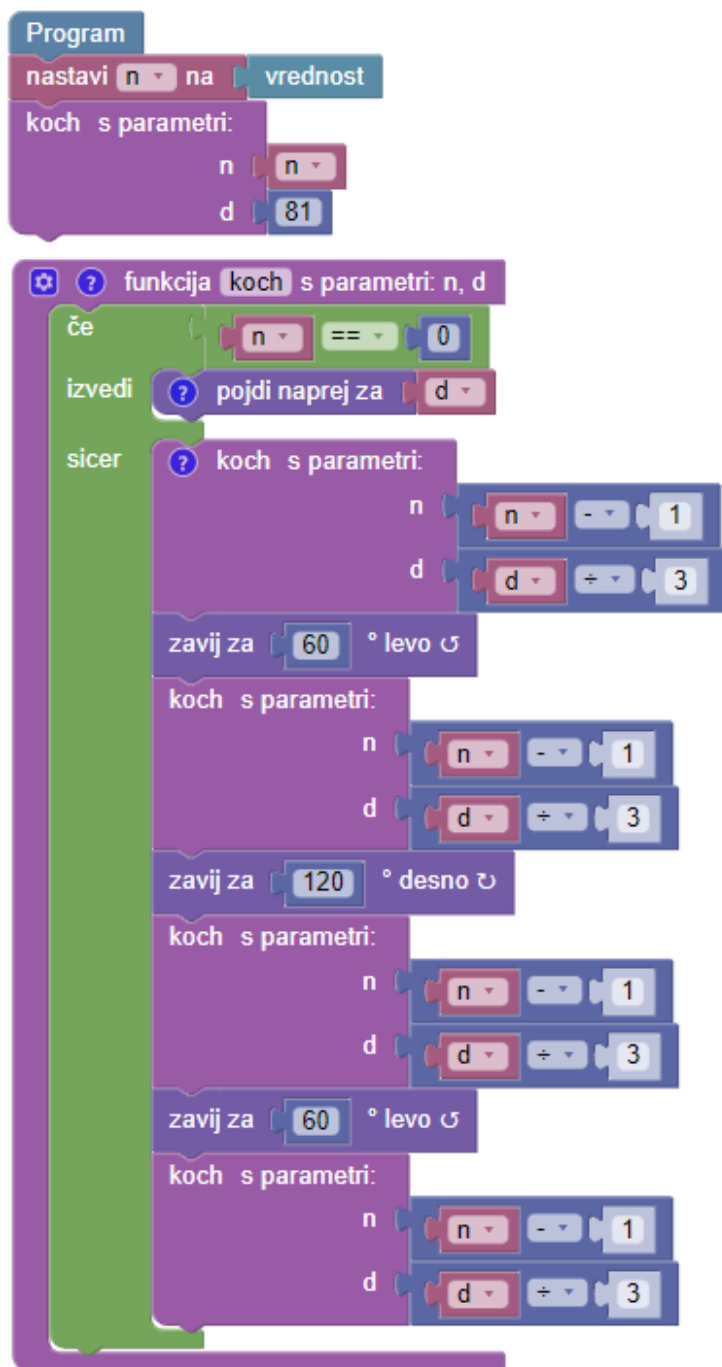 Program
nastavi n na vrednost
koch s parametri:
n n
d 81
? funkcija koch s parametri: n, d
če n == 0
izvedi ? pojdi naprej za d
sicer ? koch s parametri:
n n - 1
d d ÷ 3
zavij za 60 ° levo ↺
koch s parametri:
n n - 1
d d ÷ 3
zavij za 120 ° desno ↻
koch s parametri:
n n - 1
d d ÷ 3
zavij za 60 ° levo ↺
koch s parametri:
n n - 1
d d ÷ 3